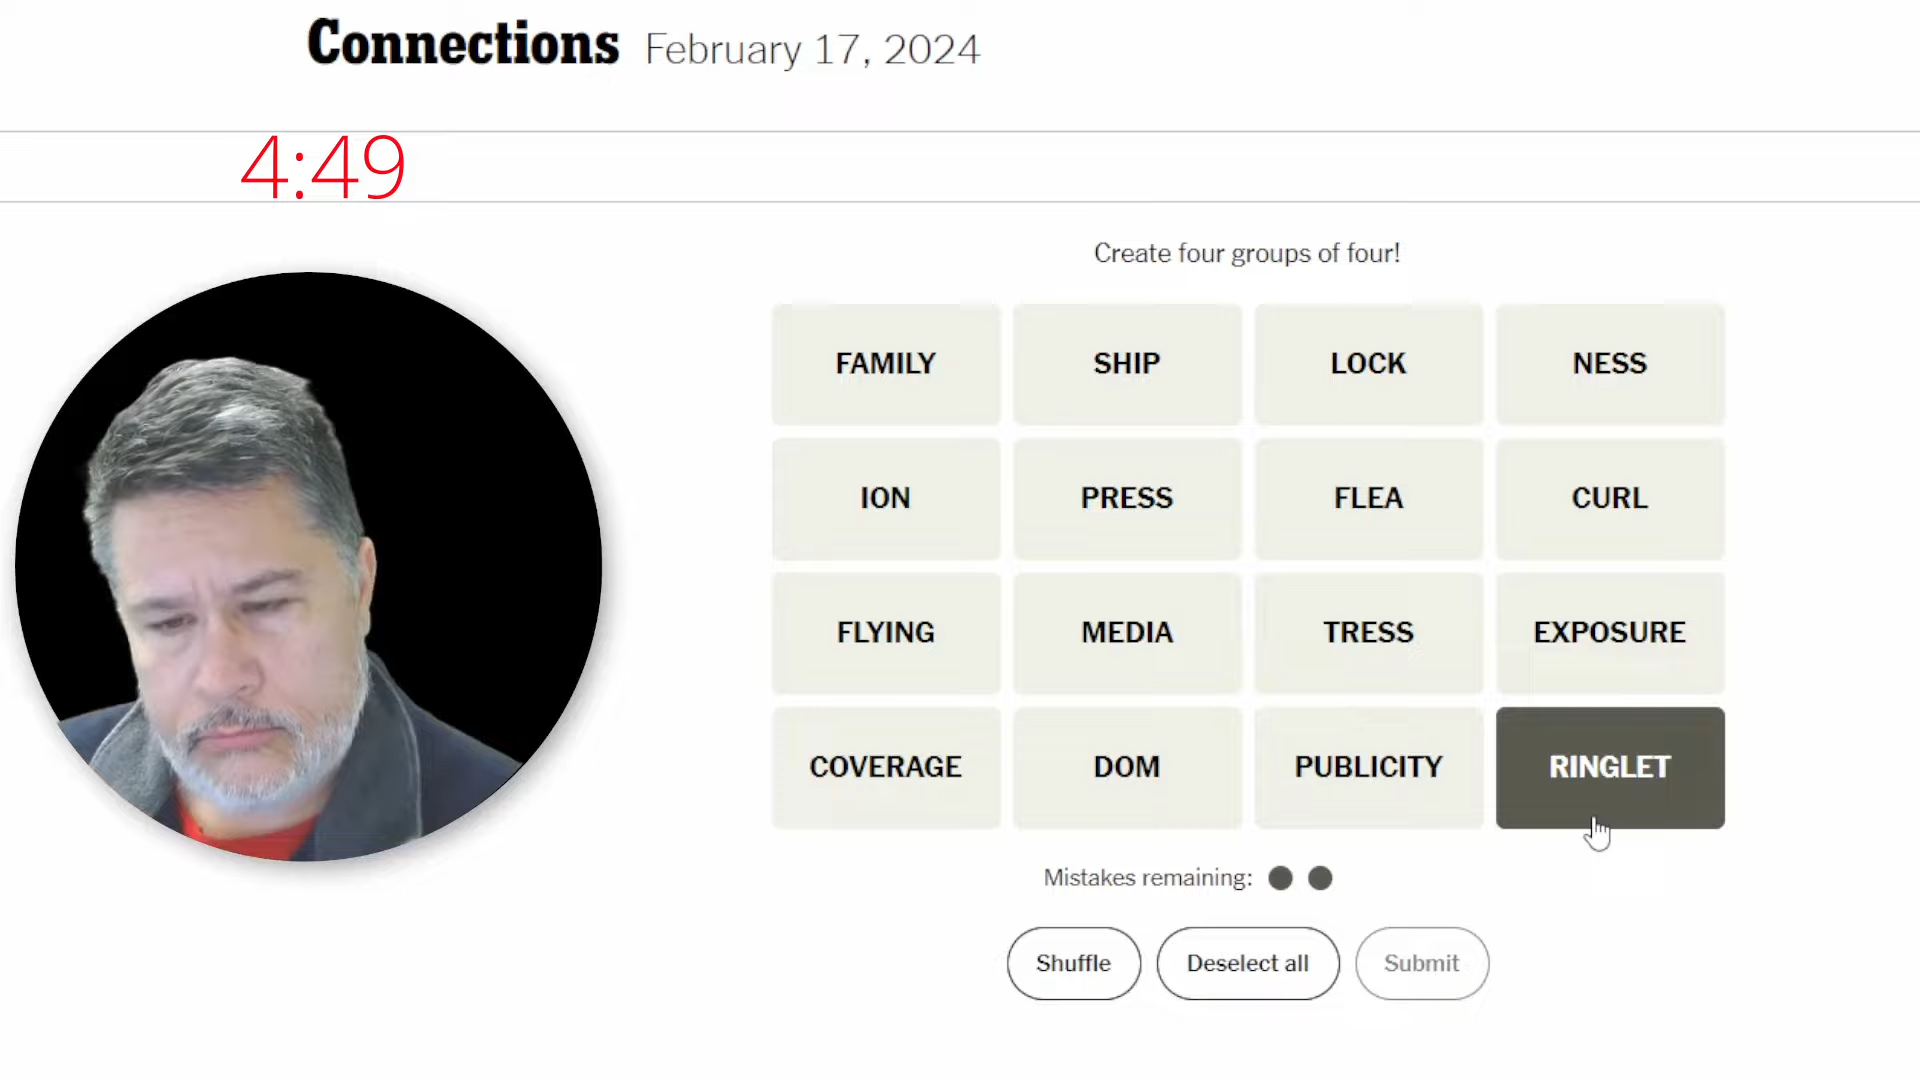 Connections February 17, 2024
4:49
Create four groups of four!
FAMILY SHIP LOCK NESS
ION PRESS FLEA CURL
FLYING MEDIA TRESS EXPOSURE
COVERAGE DOM PUBLICITY RINGLET
Mistakes remaining:
Shuffle Deselect all Submit